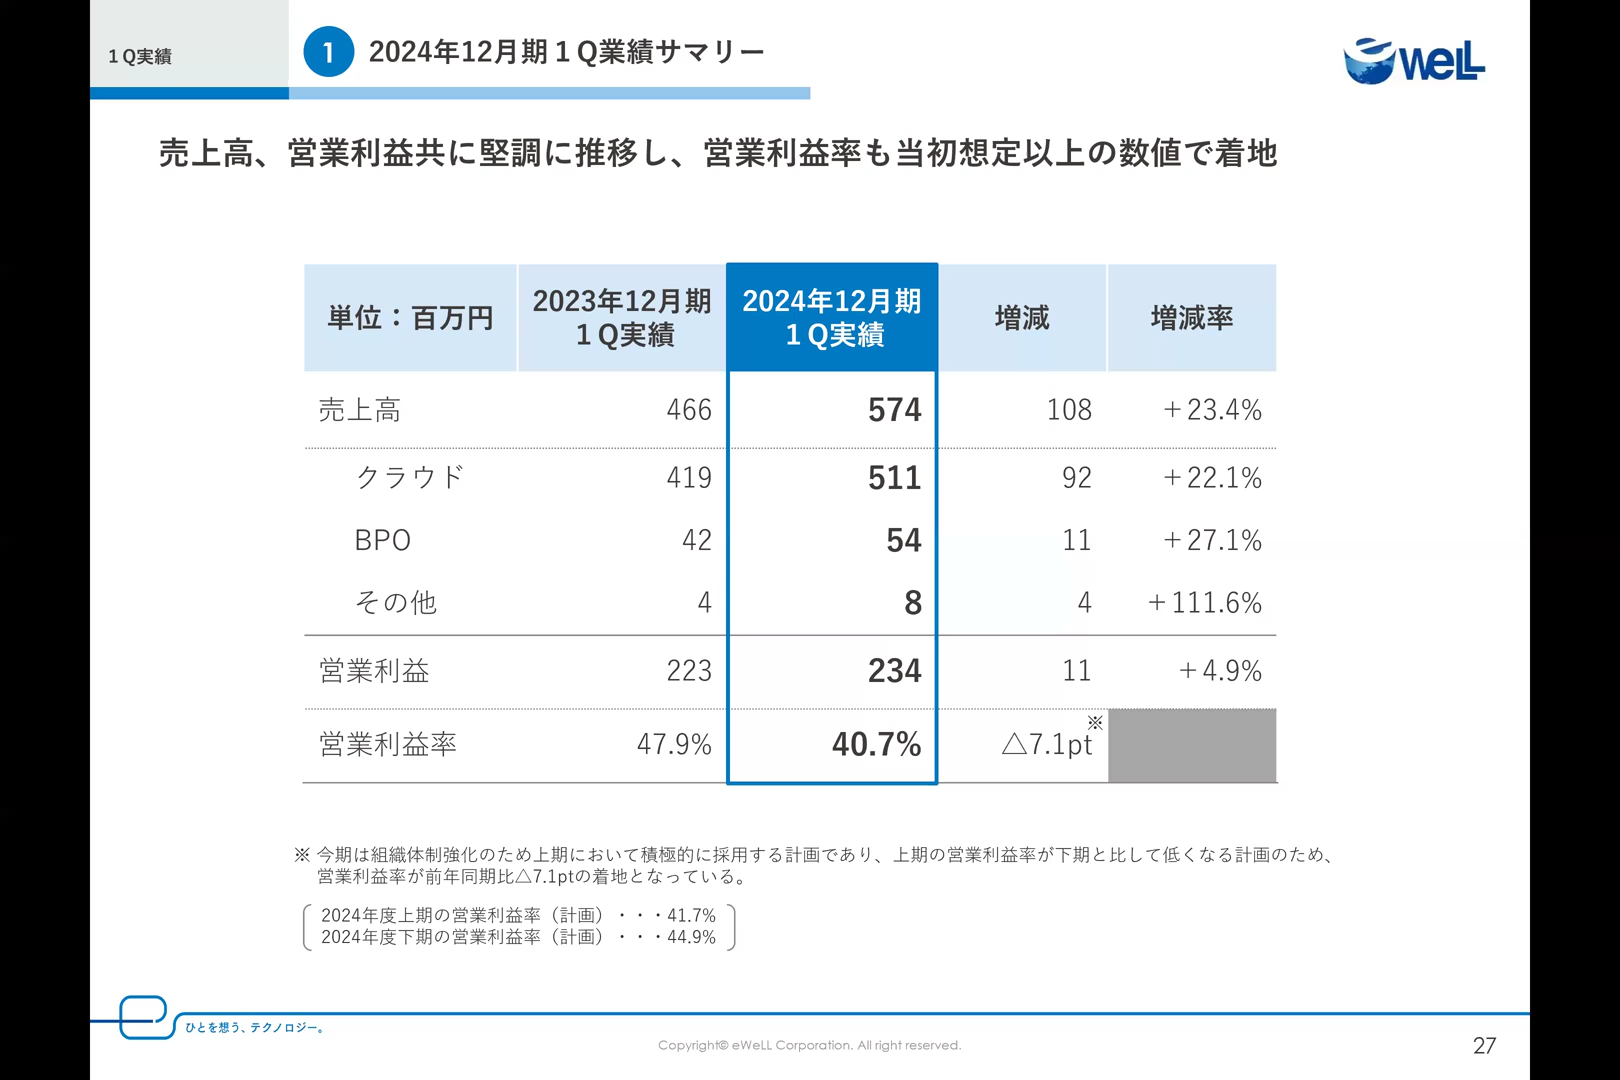 １Q実績
1
2024年12月期１Q業績サマリー
eWeLL
売上高、営業利益共に堅調に推移し、営業利益率も当初想定以上の数値で着地
単位：百万円 2023年12月期１Q実績 2024年12月期１Q実績 増減 増減率
売上高 466 574 108 ＋23.4%
クラウド 419 511 92 ＋22.1%
BPO 42 54 11 ＋27.1%
その他 4 8 4 ＋111.6%
営業利益 223 234 11 ＋4.9%
営業利益率 47.9% 40.7% △7.1pt※
※ 今期は組織体制強化のため上期において積極的に採用する計画であり、上期の営業利益率が下期と比して低くなる計画のため、
営業利益率が前年同期比△7.1ptの着地となっている。
2024年度上期の営業利益率（計画）・・・41.7%
2024年度下期の営業利益率（計画）・・・44.9%
ひとを想う、テクノロジー。
Copyright© eWeLL Corporation. All right reserved.
27